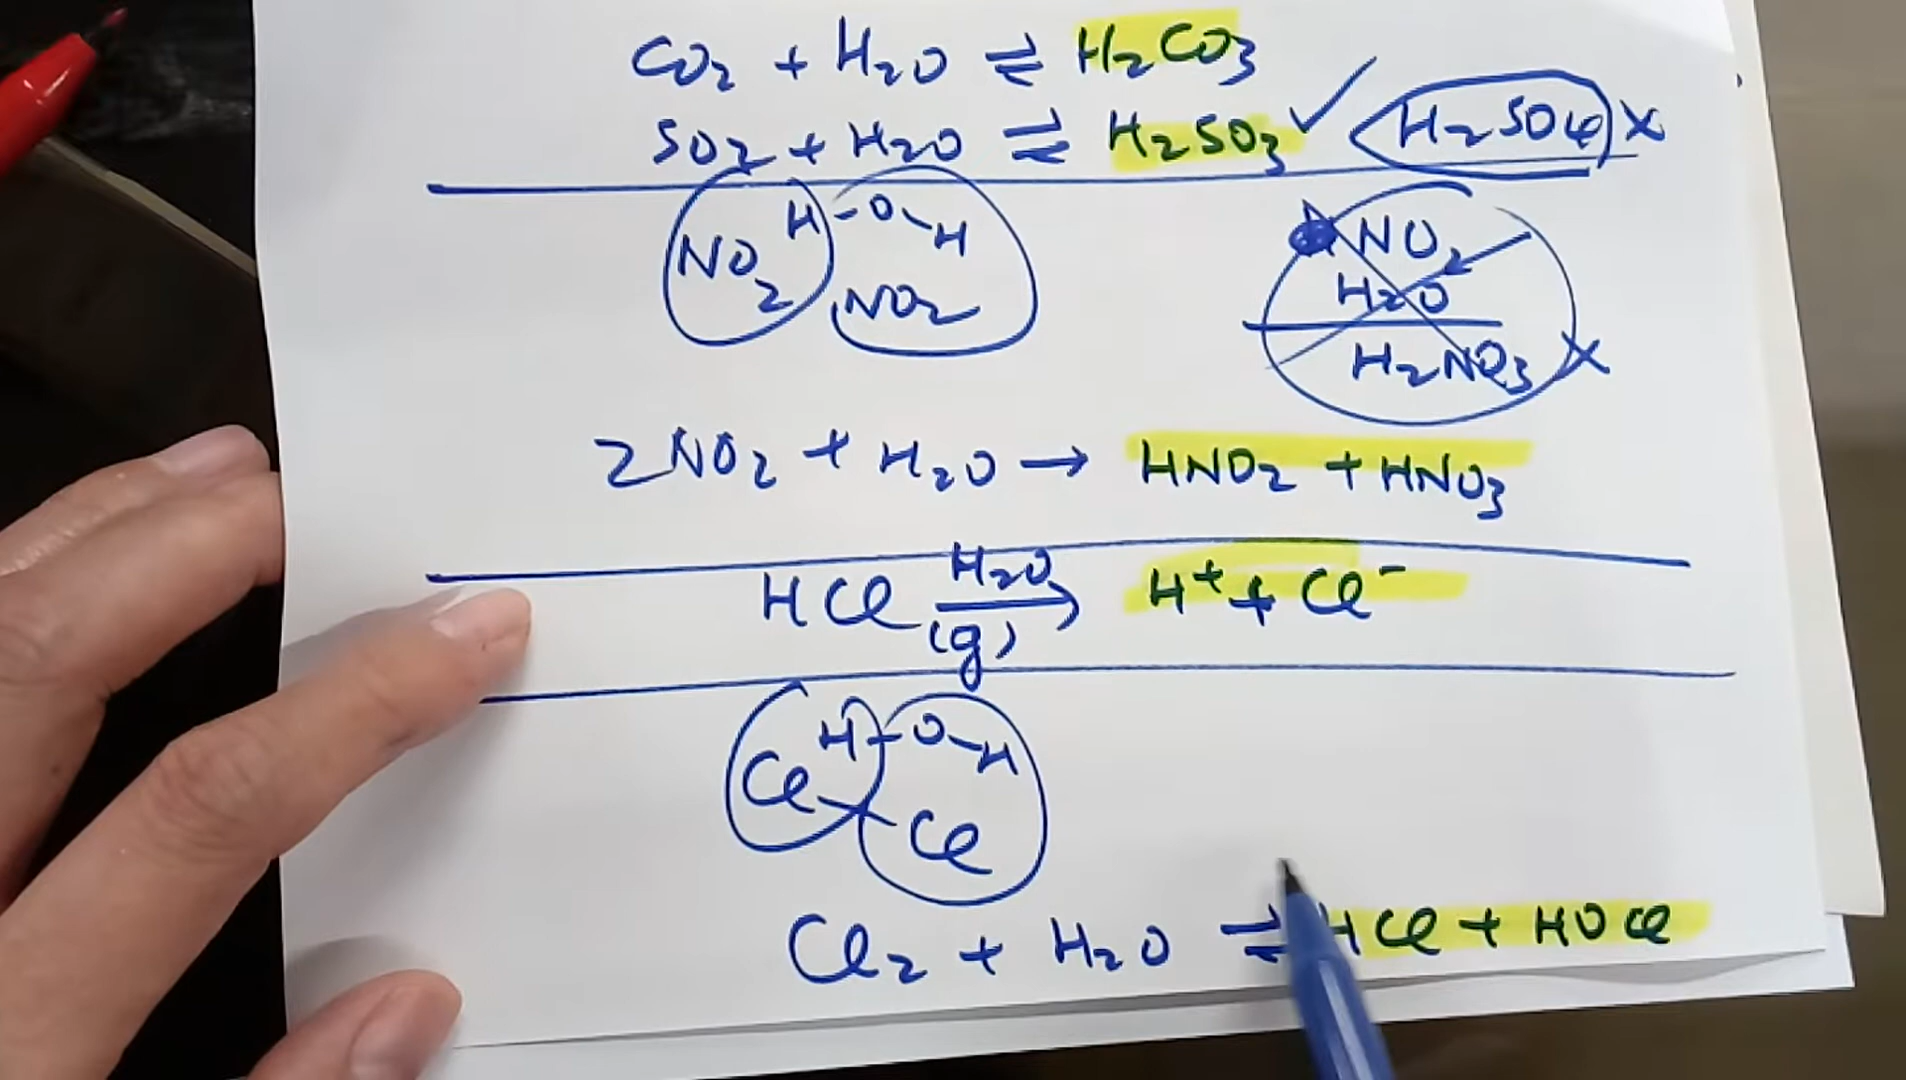 CO₂ + H₂O ⇌ H₂CO₃
SO₂ + H₂O ⇌ H₂SO₃ ✓ H₂SO₄ X
NO₂ H-O-H
NO₂
NO₂
H₂O
H₂NO₃ X
2NO₂ + H₂O → HNO₂ + HNO₃
H₂O
HCl → H⁺ + Cl⁻
(g)
H-O-H
Cl-Cl
Cl₂ + H₂O ⇌ HCl + HOCl